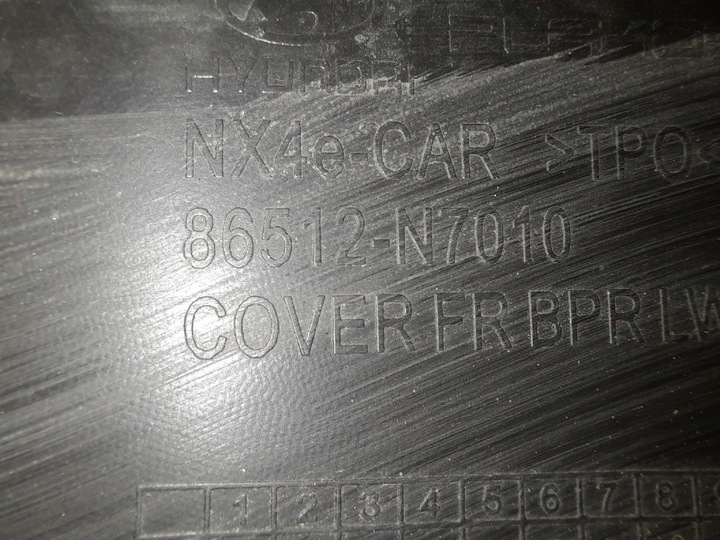 HYUNDAI
NX4e-CAR >TPO<
86512-N7010
COVER FR BPR LW
1 2 3 4 5 6 7 8